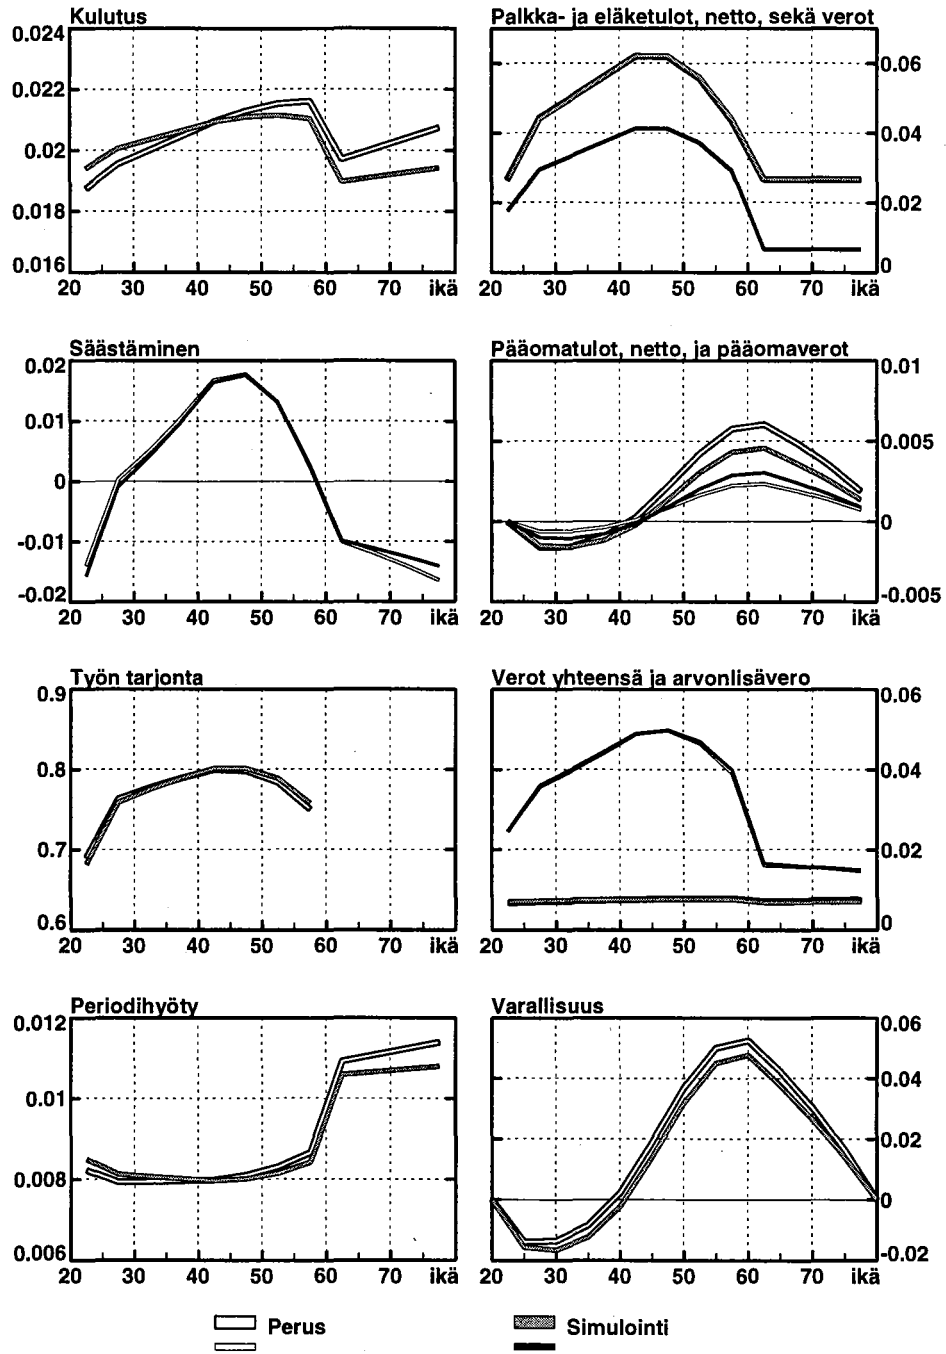 Kulutus
0.024
0.022
0.02
0.018
0.016
20 30 40 50 60 70 ikä
Palkka- ja eläketulot, netto, sekä verot
0.06
0.04
0.02
0
20 30 40 50 60 70 ikä
Säästäminen
0.02
0.01
0
-0.01
-0.02
20 30 40 50 60 70 ikä
Pääomatulot, netto, ja pääomaverot
0.01
0.005
0
-0.005
20 30 40 50 60 70 ikä
Työn tarjonta
0.9
0.8
0.7
0.6
20 30 40 50 60 70 ikä
Verot yhteensä ja arvonlisävero
0.06
0.04
0.02
0
20 30 40 50 60 70 ikä
Periodihyöty
0.012
0.01
0.008
0.006
20 30 40 50 60 70 ikä
Varallisuus
0.06
0.04
0.02
0
-0.02
20 30 40 50 60 70 ikä
Perus
Simulointi